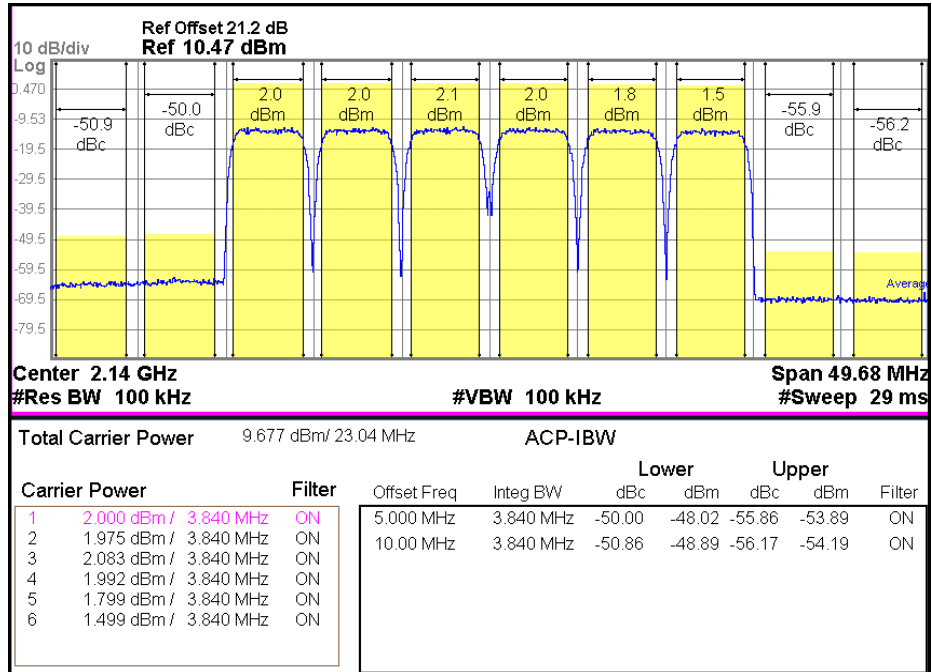 Ref Offset 21.2 dB
10 dB/div Ref 10.47 dBm
Log
0.470
-9.53
-19.5
-29.5
-39.5
-49.5
-59.5
-69.5
-79.5
-50.9 dBc
-50.0 dBc
2.0 dBm
2.0 dBm
2.1 dBm
2.0 dBm
1.8 dBm
1.5 dBm
-55.9 dBc
-56.2 dBc
Average
Center 2.14 GHz Span 49.68 MHz
#Res BW 100 kHz #VBW 100 kHz #Sweep 29 ms
Total Carrier Power 9.677 dBm/ 23.04 MHz ACP-IBW
Lower Upper
Carrier Power Filter Offset Freq Integ BW dBc dBm dBc dBm Filter
1 2.000 dBm / 3.840 MHz ON 5.000 MHz 3.840 MHz -50.00 -48.02 -55.86 -53.89 ON
2 1.975 dBm / 3.840 MHz ON 10.00 MHz 3.840 MHz -50.86 -48.89 -56.17 -54.19 ON
3 2.083 dBm / 3.840 MHz ON
4 1.992 dBm / 3.840 MHz ON
5 1.799 dBm / 3.840 MHz ON
6 1.499 dBm / 3.840 MHz ON